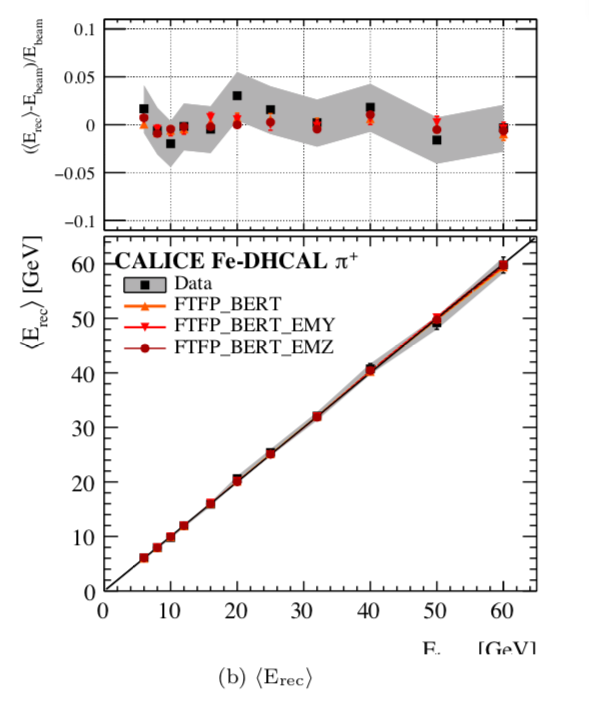 0.1
0.05
0
−0.05
−0.1
(⟨E_rec⟩-E_beam)/E_beam
CALICE Fe-DHCAL π⁺
Data
FTFP_BERT
FTFP_BERT_EMY
FTFP_BERT_EMZ
⟨E_rec⟩ [GeV]
60
50
40
30
20
10
0
0 10 20 30 40 50 60
[GeV]
(b) ⟨E_rec⟩